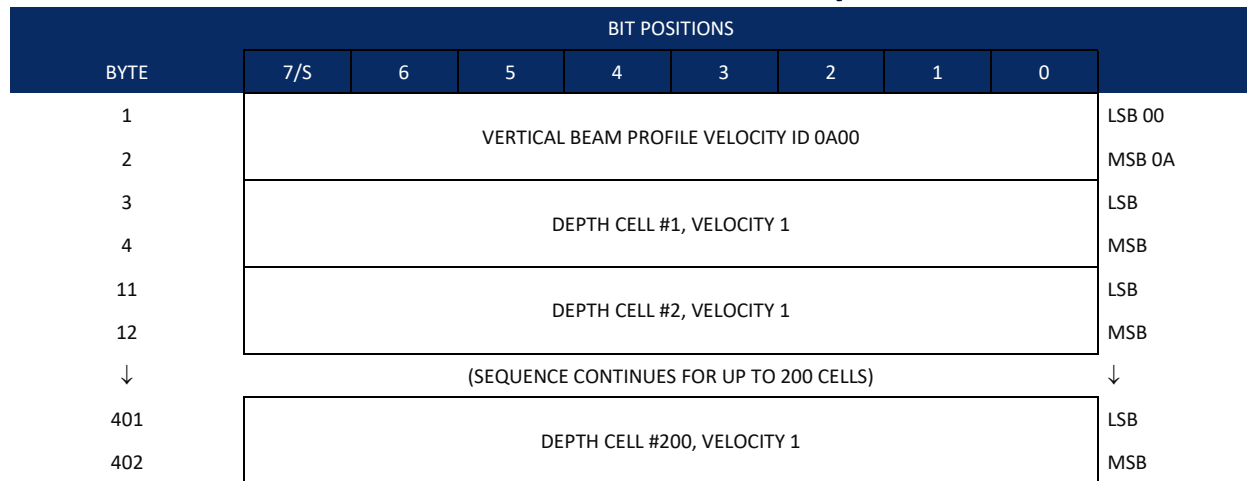 BIT POSITIONS
BYTE 7/S 6 5 4 3 2 1 0
1 LSB 00
VERTICAL BEAM PROFILE VELOCITY ID 0A00
2 MSB 0A
3 LSB
DEPTH CELL #1, VELOCITY 1
4 MSB
11 LSB
DEPTH CELL #2, VELOCITY 1
12 MSB
↓ (SEQUENCE CONTINUES FOR UP TO 200 CELLS) ↓
401 LSB
DEPTH CELL #200, VELOCITY 1
402 MSB